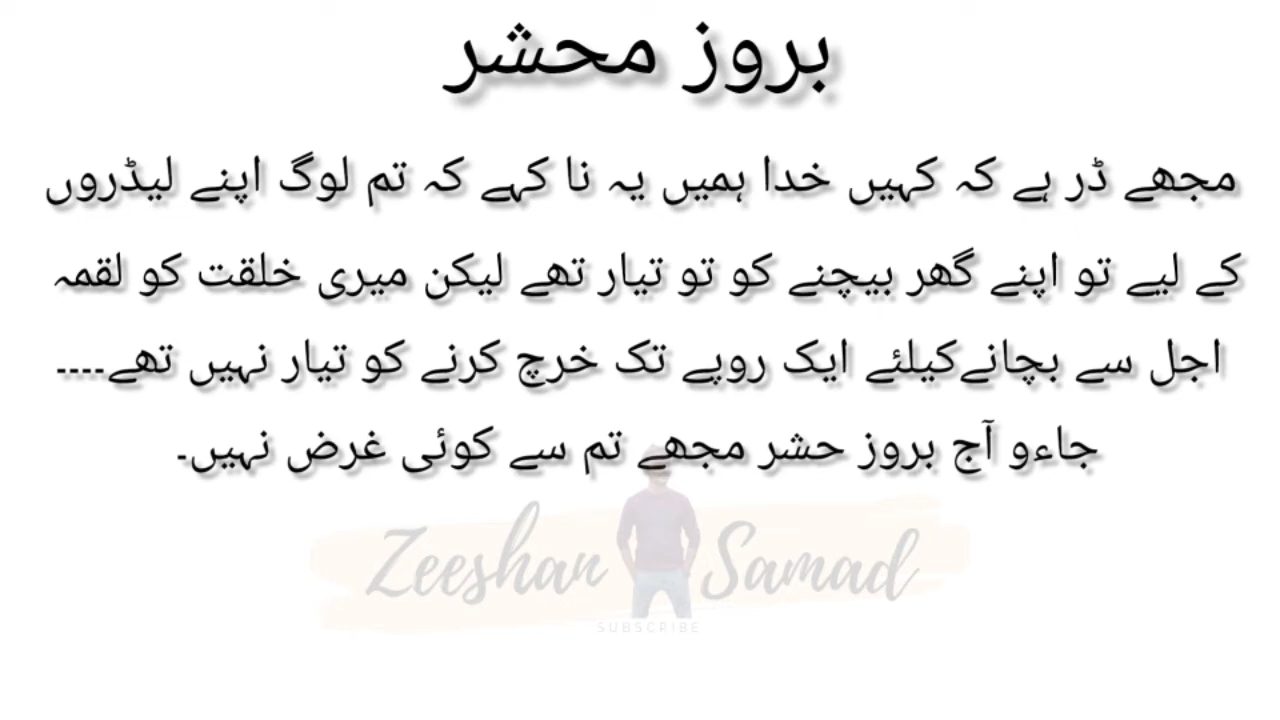 بروز محشر
مجھے ڈر ہے کہ کہیں خدا ہمیں یہ نا کہے کہ تم لوگ اپنے لیڈروں
کے لیے تو اپنے گھر بیچنے کو تو تیار تھے لیکن میری خلقت کو لقمہ
اجل سے بچانےکیلئے ایک روپے تک خرچ کرنے کو تیار نہیں تھے۔۔۔۔
جاءو آج بروز حشر مجھے تم سے کوئی غرض نہیں۔
Zeeshan Samad
SUBSCRIBE